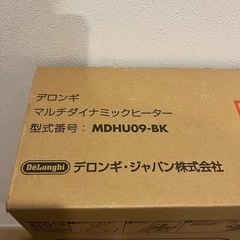 デロンギ
マルチダイナミックヒーター
型式番号: MDHU09-BK
DeLonghi デロンギ・ジャパン株式会社